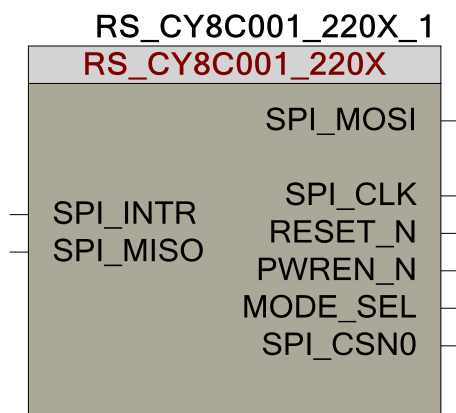 RS_CY8C001_220X_1
RS_CY8C001_220X
SPI_MOSI
SPI_CLK
SPI_INTR
RESET_N
SPI_MISO
PWREN_N
MODE_SEL
SPI_CSN0